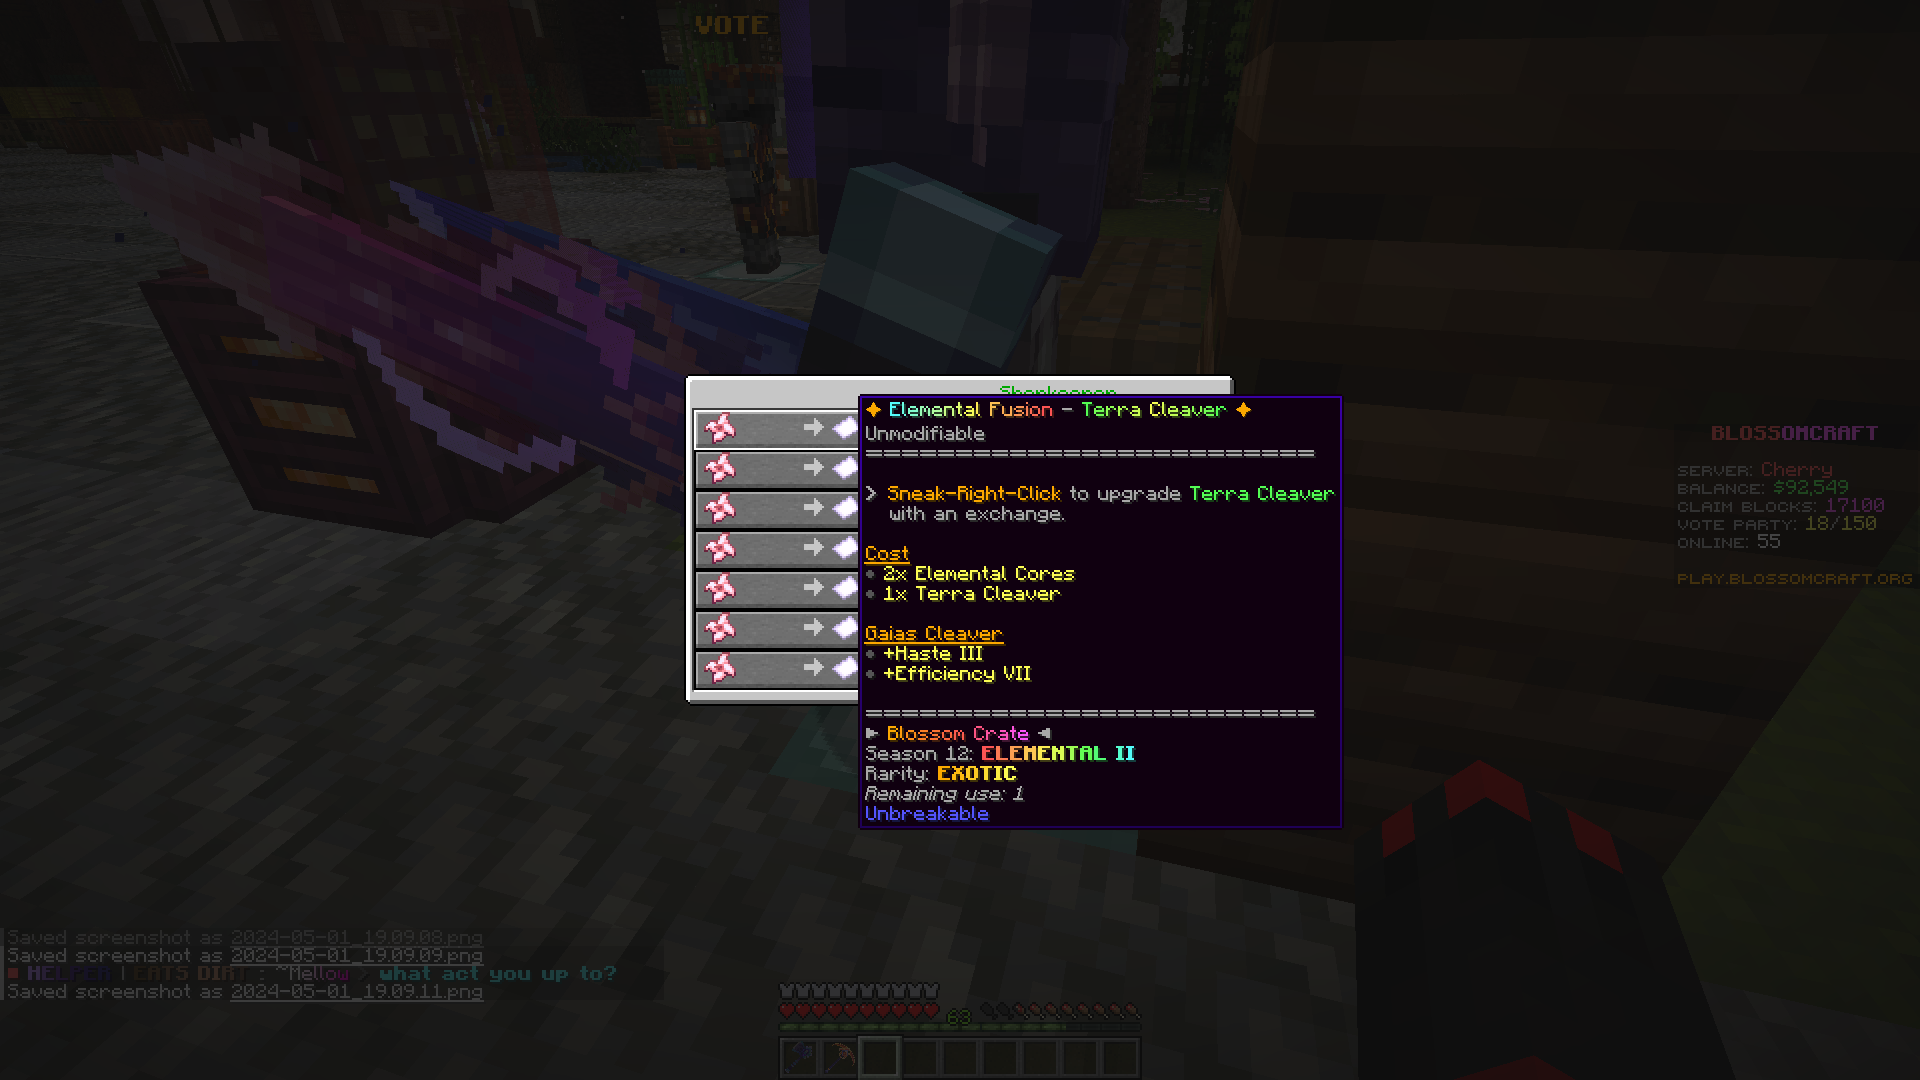 VOTE
Shopkeeper
✦ Elemental Fusion - Terra Cleaver ✦
Unmodifiable
============================
> Sneak-Right-Click to upgrade Terra Cleaver
with an exchange.
Cost
• 2x Elemental Cores
• 1x Terra Cleaver
Gaias Cleaver
• +Haste III
• +Efficiency VII
============================
► Blossom Crate ◄
Season 12: ELEMENTAL II
Rarity: EXOTIC
Remaining use: 1
Unbreakable
BLOSSOMCRAFT
SERVER: Cherry
BALANCE: $92,549
CLAIM BLOCKS: 17100
VOTE PARTY: 18/150
ONLINE: 55
PLAY.BLOSSOMCRAFT.ORG
Saved screenshot as 2024-05-01_19.09.08.png
Saved screenshot as 2024-05-01_19.09.09.png
■ HELPER | EATS DIRT : ~Mellow > what act you up to?
Saved screenshot as 2024-05-01_19.09.11.png
63